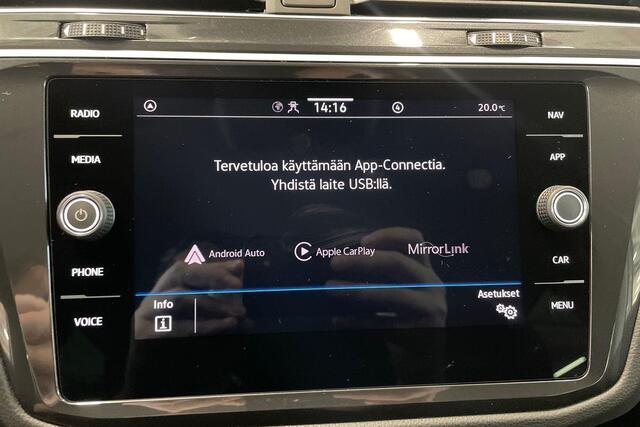 RADIO
MEDIA
PHONE
VOICE
14:16
4
20.0°C
Tervetuloa käyttämään App-Connectia.
Yhdistä laite USB:llä.
Android Auto
Apple CarPlay
MirrorLink
Info
Asetukset
NAV
APP
CAR
MENU